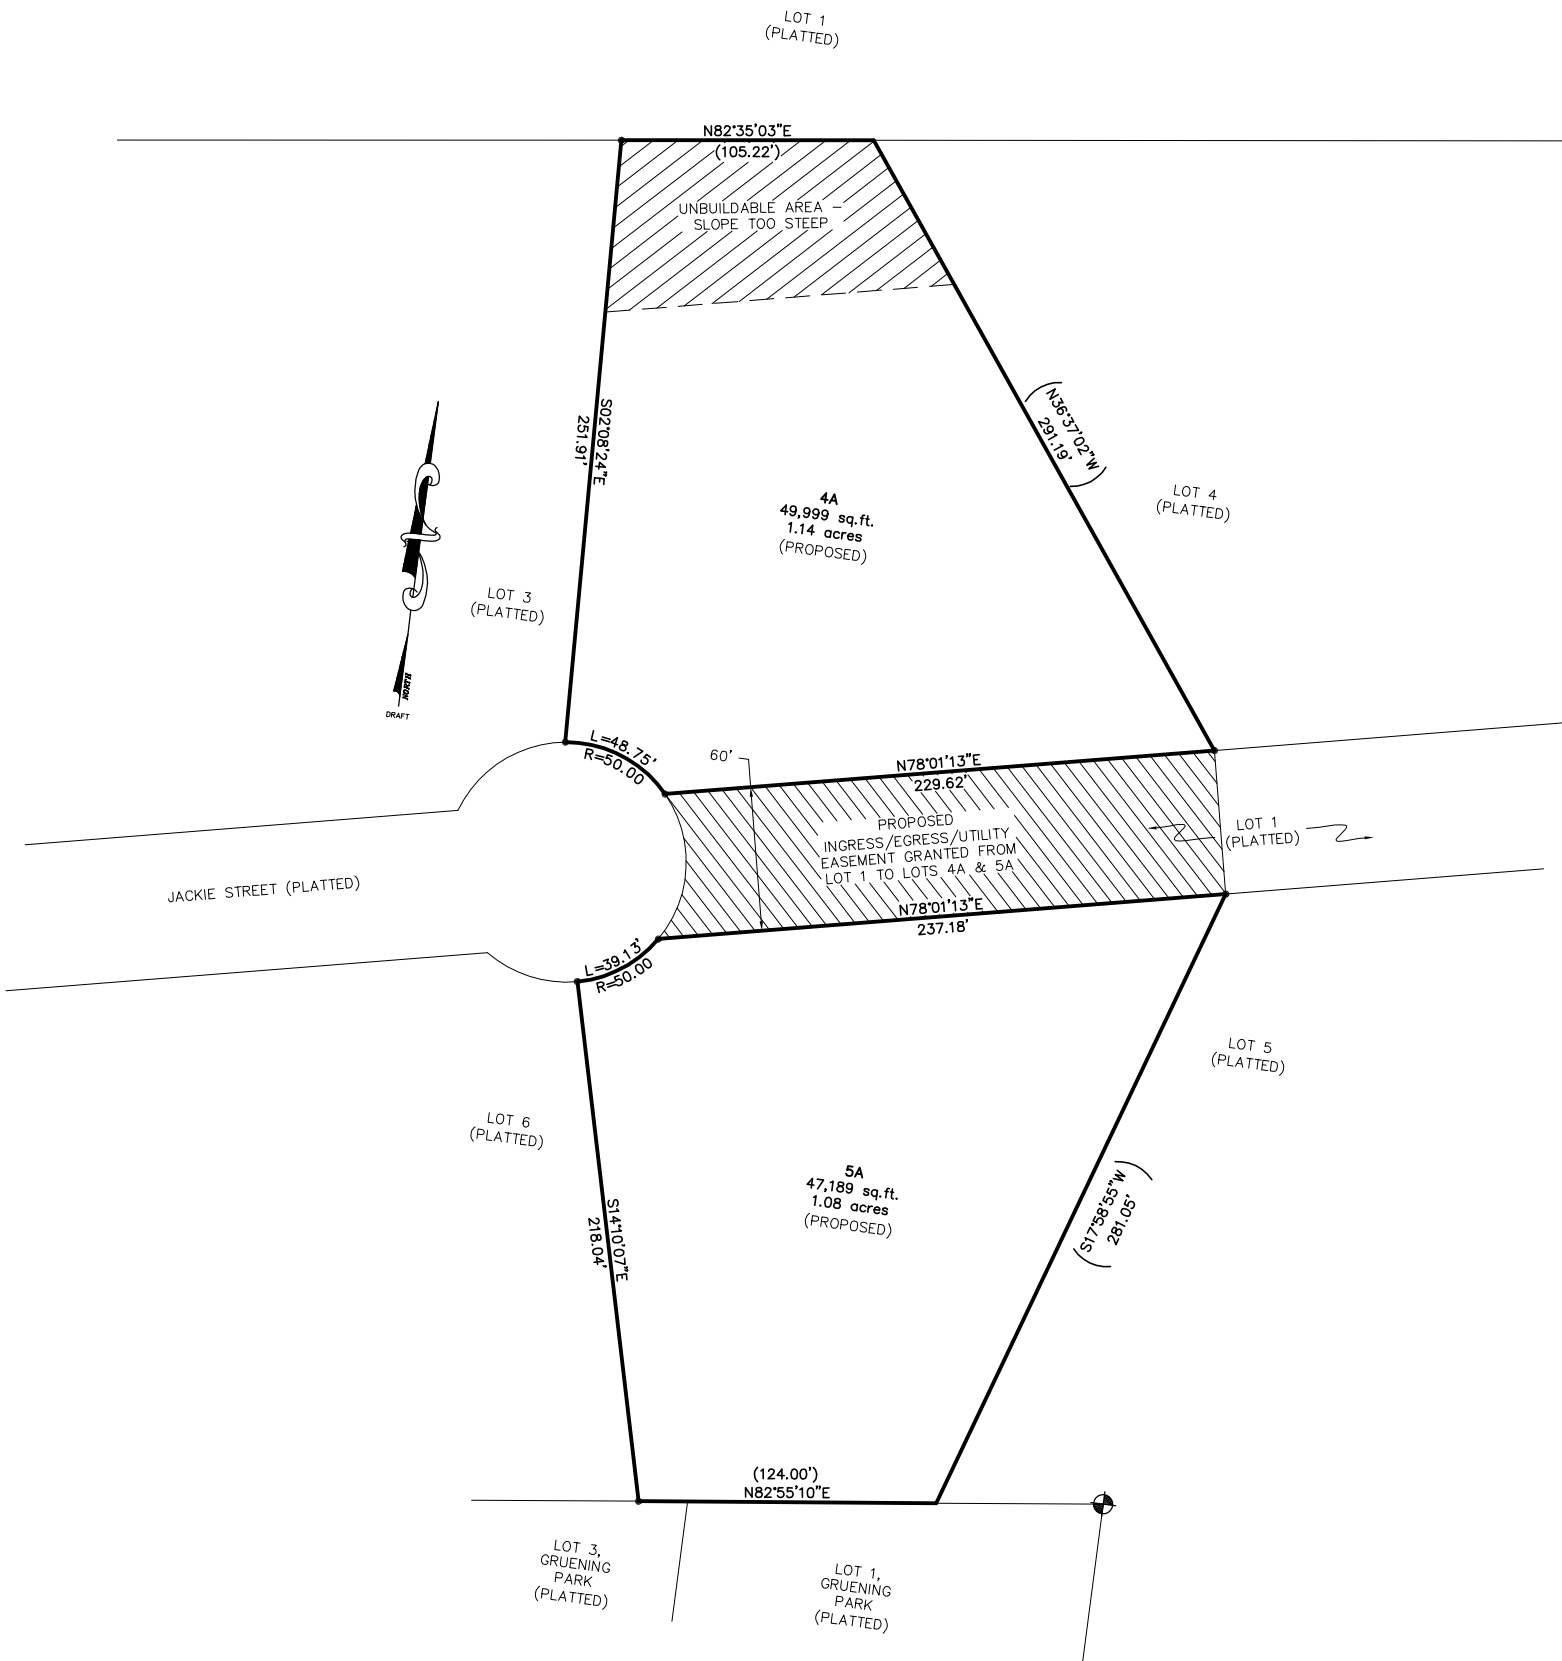 LOT 1
(PLATTED)
N82°35'03"E
(105.22')
UNBUILDABLE AREA –
SLOPE TOO STEEP
S02°08'24"E
251.91'
N36°37'02"W
291.19'
4A
49,999 sq.ft.
1.14 acres
(PROPOSED)
LOT 4
(PLATTED)
LOT 3
(PLATTED)
NORTH
DRAFT
L=48.75'
R=50.00
60'
N78°01'13"E
229.62'
PROPOSED
INGRESS/EGRESS/UTILITY
EASEMENT GRANTED FROM
LOT 1 TO LOTS 4A & 5A
LOT 1
(PLATTED)
JACKIE STREET (PLATTED)
N78°01'13"E
237.18'
L=39.13'
R=50.00
LOT 5
(PLATTED)
LOT 6
(PLATTED)
5A
47,189 sq.ft.
1.08 acres
(PROPOSED)
S14°10'07"E
218.04'
S17°58'55"W
281.05'
(124.00')
N82°55'10"E
LOT 3,
GRUENING
PARK
(PLATTED)
LOT 1,
GRUENING
PARK
(PLATTED)